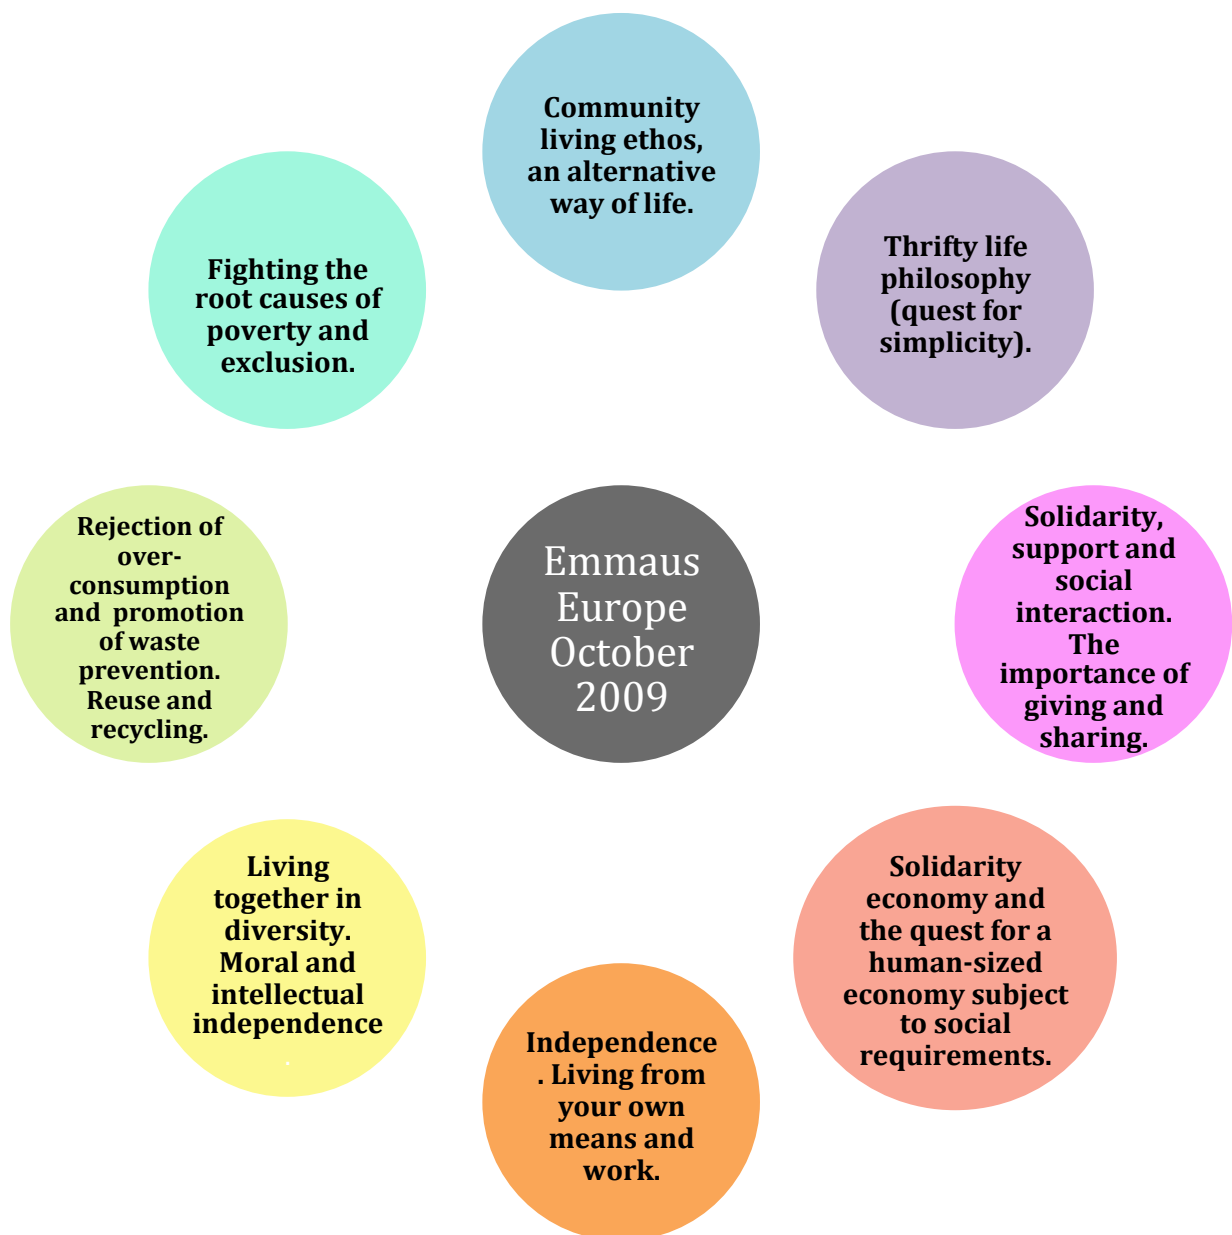 Community
living ethos,
an alternative
way of life.
Thrifty life
philosophy
(quest for
simplicity).
Solidarity,
support and
social
interaction.
The
importance of
giving and
sharing.
Solidarity
economy and
the quest for a
human-sized
economy subject
to social
requirements.
Independence
. Living from
your own
means and
work.
Living
together in
diversity.
Moral and
intellectual
independence
.
Rejection of
over-
consumption
and promotion
of waste
prevention.
Reuse and
recycling.
Fighting the
root causes of
poverty and
exclusion.
Emmaus
Europe
October
2009